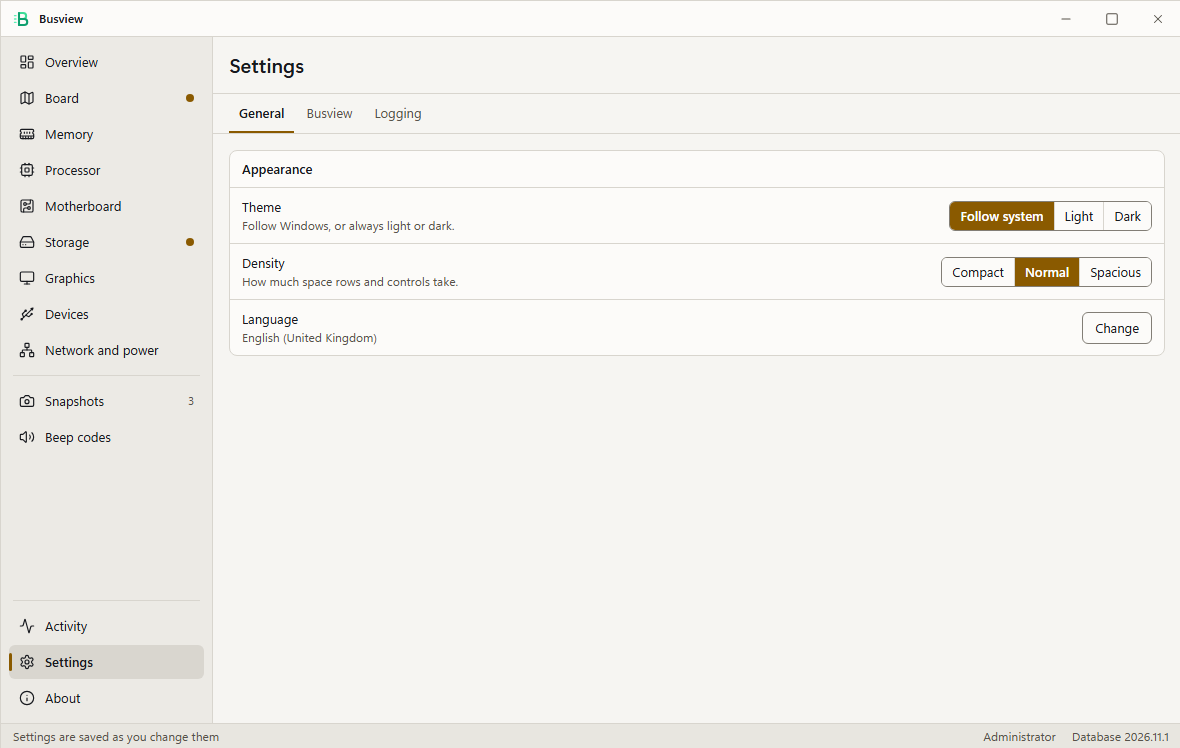 Busview
Overview
Board
Memory
Processor
Motherboard
Storage
Graphics
Devices
Network and power
Snapshots 3
Beep codes
Activity
Settings
About
Settings
General Busview Logging
Appearance
Theme
Follow Windows, or always light or dark.
Follow system Light Dark
Density
How much space rows and controls take.
Compact Normal Spacious
Language
English (United Kingdom)
Change
Settings are saved as you change them
Administrator Database 2026.11.1